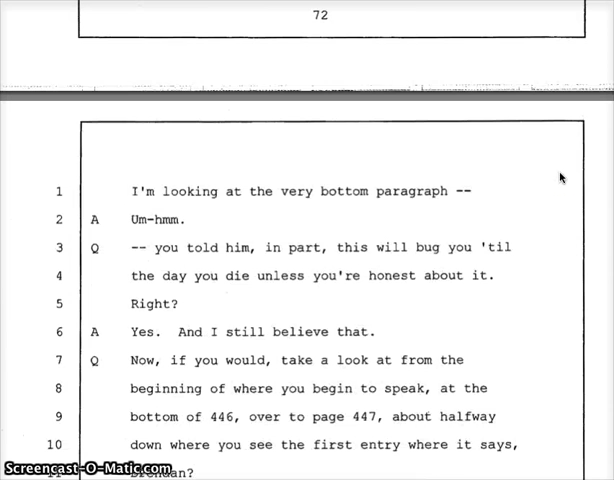 72
1 I'm looking at the very bottom paragraph --
2 A Um-hmm.
3 Q -- you told him, in part, this will bug you 'til
4 the day you die unless you're honest about it.
5 Right?
6 A Yes. And I still believe that.
7 Q Now, if you would, take a look at from the
8 beginning of where you begin to speak, at the
9 bottom of 446, over to page 447, about halfway
10 down where you see the first entry where it says,
Brendan?
Screencast-O-Matic.com